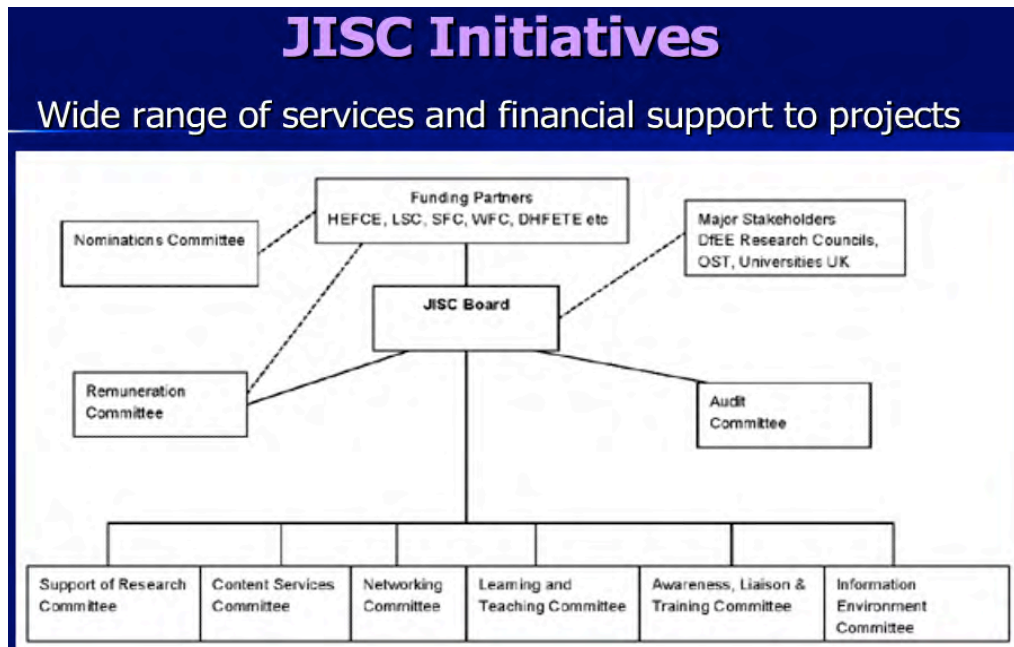 JISC Initiatives
Wide range of services and financial support to projects
Funding Partners
HEFCE, LSC, SFC, WFC, DHFETE etc
Nominations Committee
Major Stakeholders
DfEE Research Councils,
OST, Universities UK
JISC Board
Remuneration
Committee
Audit
Committee
Support of Research
Committee
Content Services
Committee
Networking
Committee
Learning and
Teaching Committee
Awareness, Liaison &
Training Committee
Information
Environment
Committee